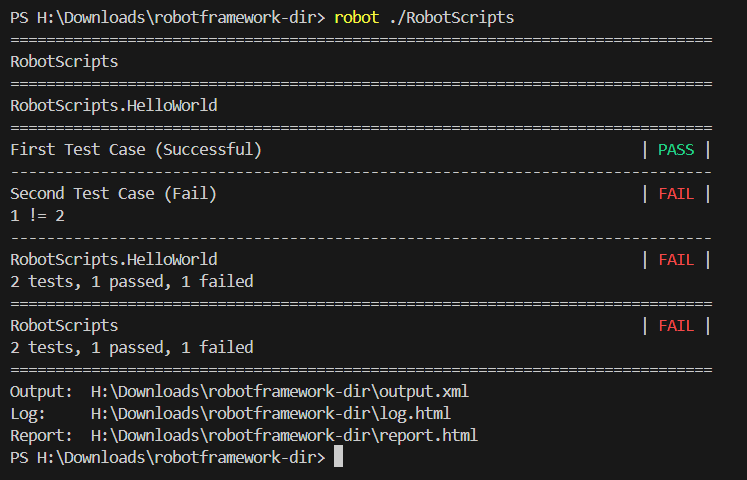 PS H:\Downloads\robotframework-dir> robot ./RobotScripts
==============================================================================
RobotScripts
==============================================================================
RobotScripts.HelloWorld
==============================================================================
First Test Case (Successful)                                          | PASS |
------------------------------------------------------------------------------
Second Test Case (Fail)                                               | FAIL |
1 != 2
------------------------------------------------------------------------------
RobotScripts.HelloWorld                                               | FAIL |
2 tests, 1 passed, 1 failed
==============================================================================
RobotScripts                                                          | FAIL |
2 tests, 1 passed, 1 failed
==============================================================================
Output:  H:\Downloads\robotframework-dir\output.xml
Log:     H:\Downloads\robotframework-dir\log.html
Report:  H:\Downloads\robotframework-dir\report.html
PS H:\Downloads\robotframework-dir>